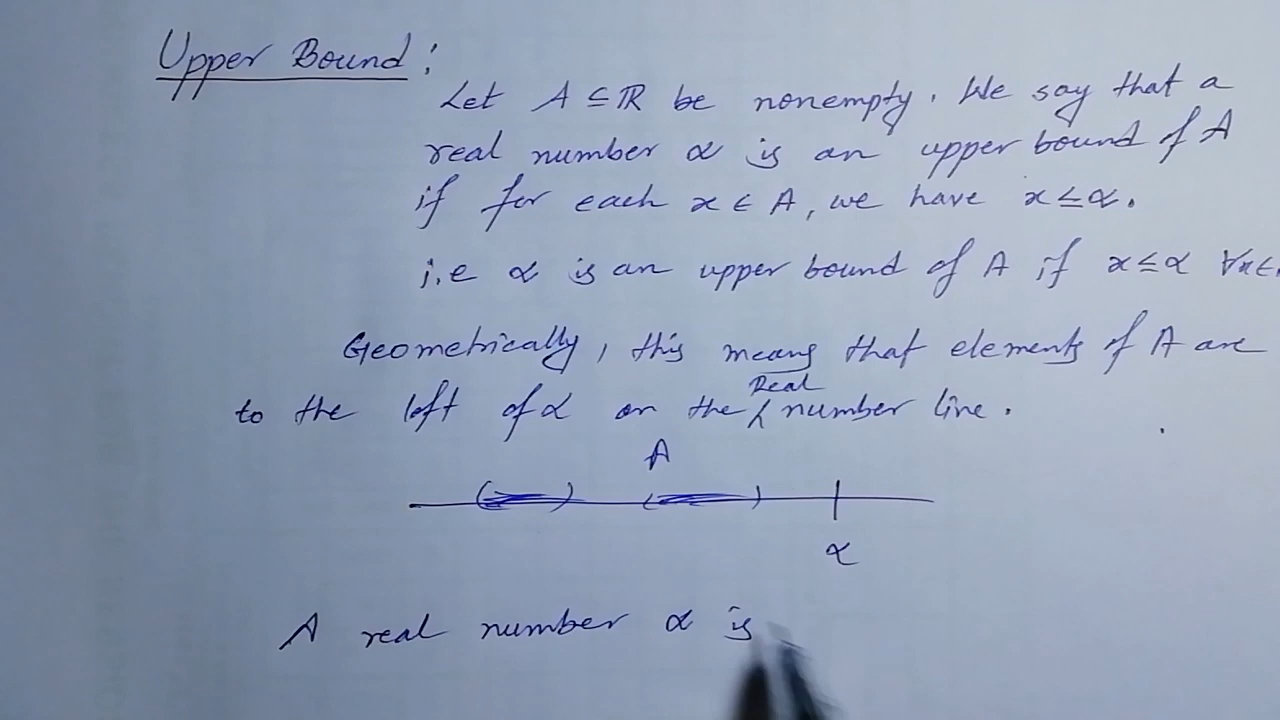 Upper Bound :
Let A ⊆ ℝ be nonempty. We say that a
real number α is an upper bound of A
if for each x ∈ A, we have x ≤ α.
i.e α is an upper bound of A if x ≤ α ∀x∈
Geometrically, this means that elements of A are
Real
to the left of α on the ⁁ number line.
A
( ) ( )
α
A real number α is